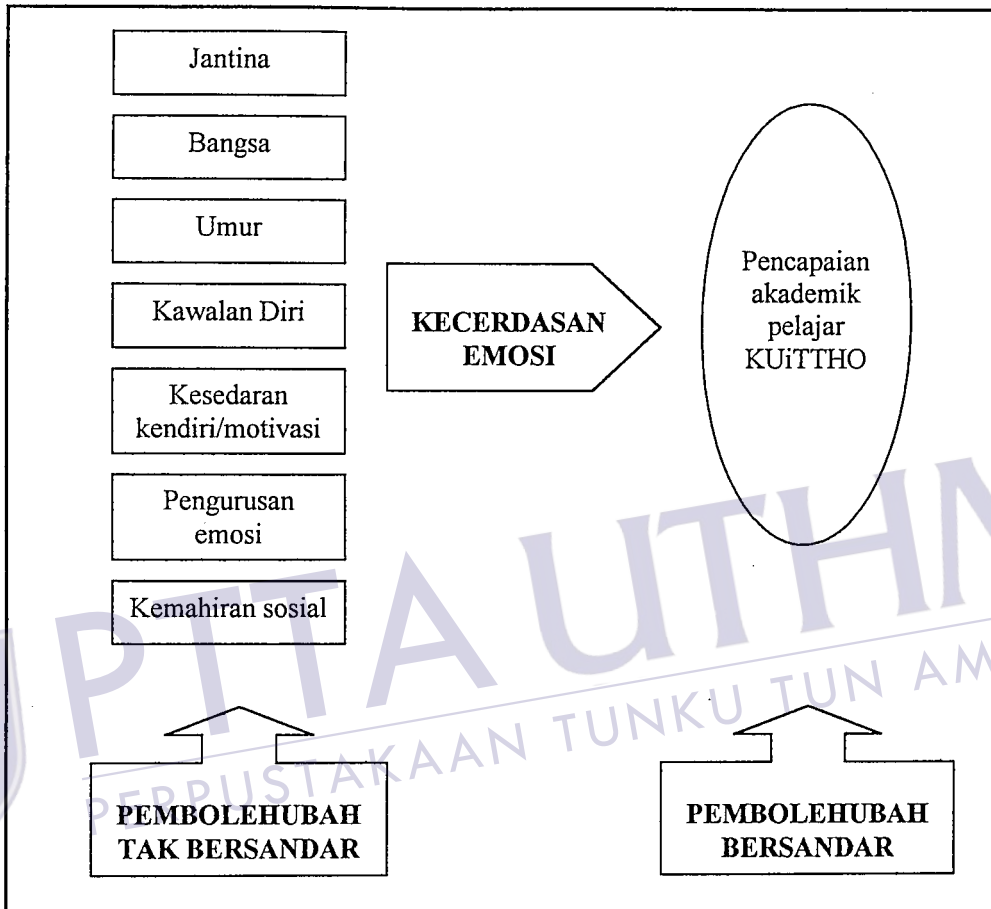 Jantina
Bangsa
Umur
Kawalan Diri
Kesedaran
kendiri/motivasi
Pengurusan
emosi
Kemahiran sosial
KECERDASAN
EMOSI
Pencapaian
akademik
pelajar
KUiTTHO
PEMBOLEHUBAH
TAK BERSANDAR
PEMBOLEHUBAH
BERSANDAR
PTTA UTHM
PERPUSTAKAAN TUNKU TUN AM